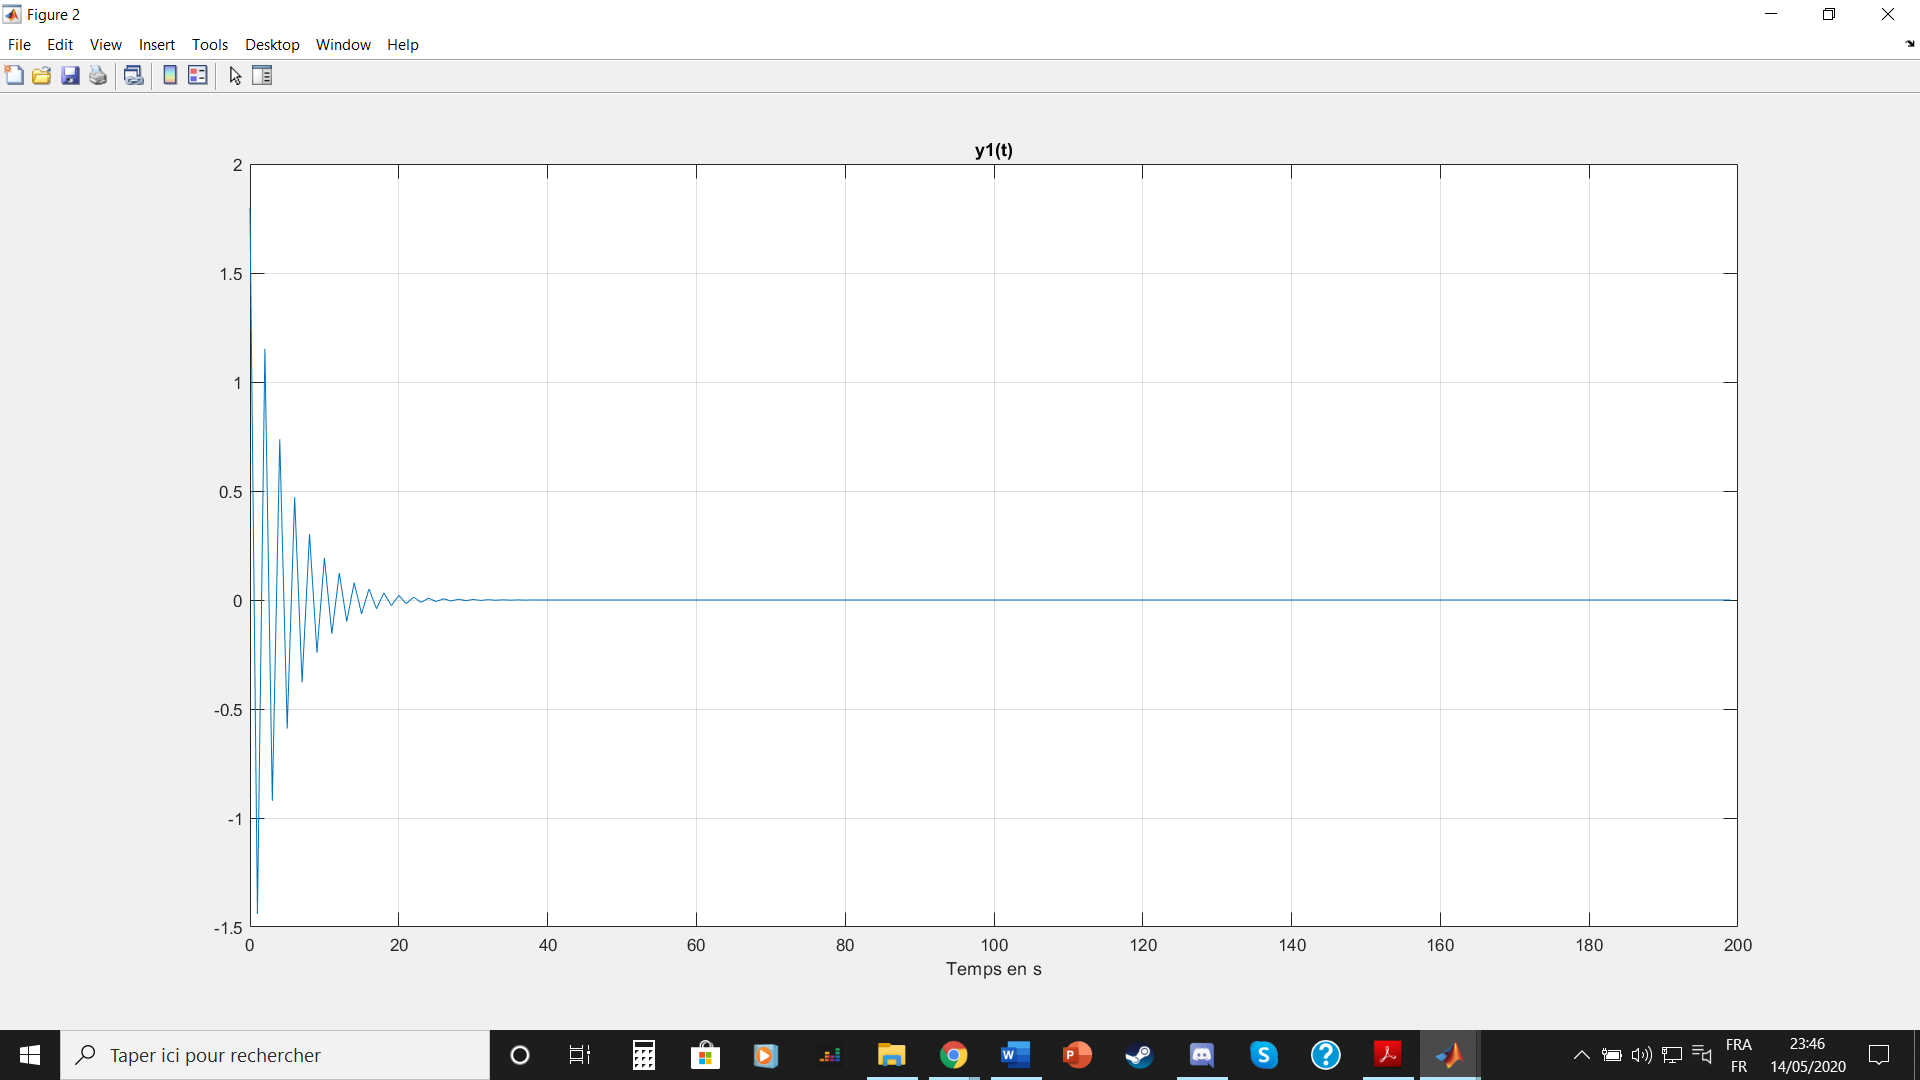 Figure 2
File Edit View Insert Tools Desktop Window Help
y1(t)
2
1.5
1
0.5
0
-0.5
-1
-1.5
0 20 40 60 80 100 120 140 160 180 200
Temps en s
Taper ici pour rechercher
FRA
FR
23:46
14/05/2020